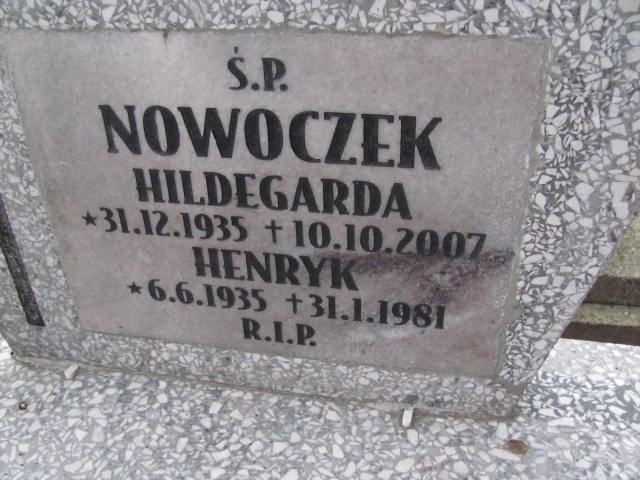 Ś.P.
NOWOCZEK
HILDEGARDA
*31.12.1935 †10.10.2007
HENRYK
*6.6.1935 †31.1.1981
R.I.P.